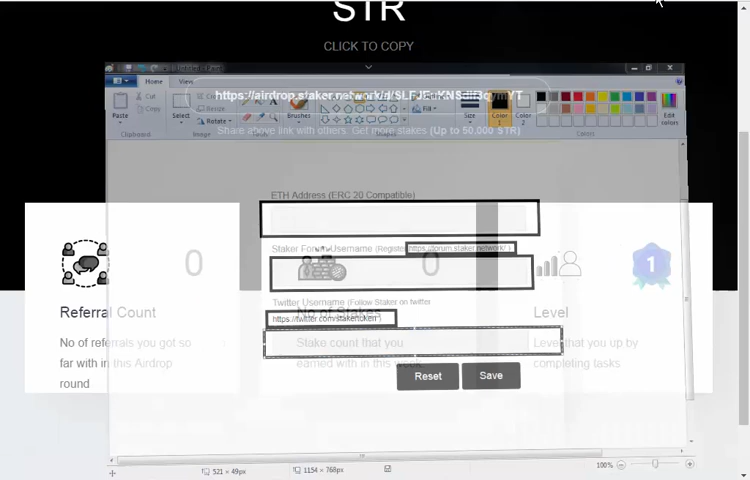 STR
CLICK TO COPY
Home
View
Cut
Copy
Paste
Select
Rotate
Brushes
Fill
Size
Color
1
Color
2
Edit
colors
Clipboard
Image
Colors
Share above link with others. Get more stakes (Up to 50,000 STR)
ETH Address (ERC 20 Compatible)
Staker Forum Username (Register https://forum.staker.network/ )
0
0
1
Twitter Username (Follow Staker on twitter
https://twitter.com/stakertoken )
Referral Count
No of Stakes
Level
No of referrals you got so
far with in this Airdrop
round
Stake count that you
earned with in this week
Level that you up by
completing tasks
Reset
Save
521 × 49px
1154 × 768px
100%